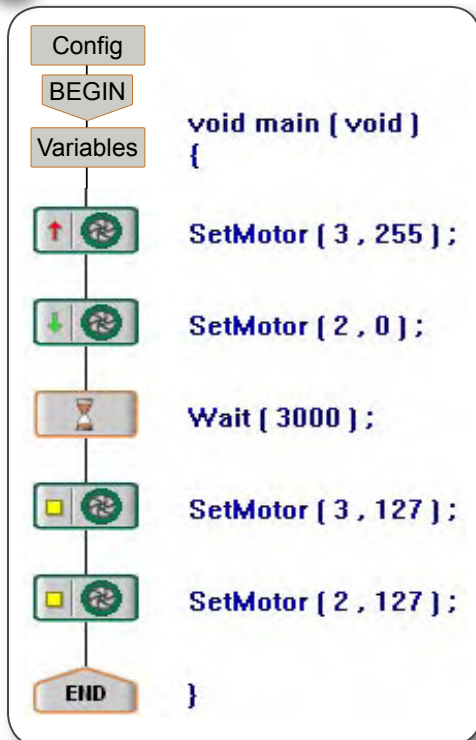 Config
BEGIN
void main ( void )
Variables
{
SetMotor ( 3 , 255 ) ;
SetMotor ( 2 , 0 ) ;
Wait ( 3000 ) ;
SetMotor ( 3 , 127 ) ;
SetMotor ( 2 , 127 ) ;
END }